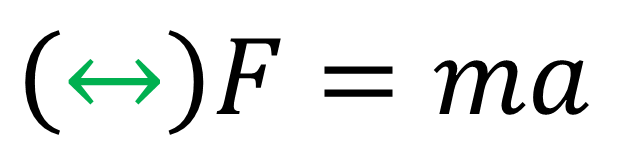 (↔)F = ma